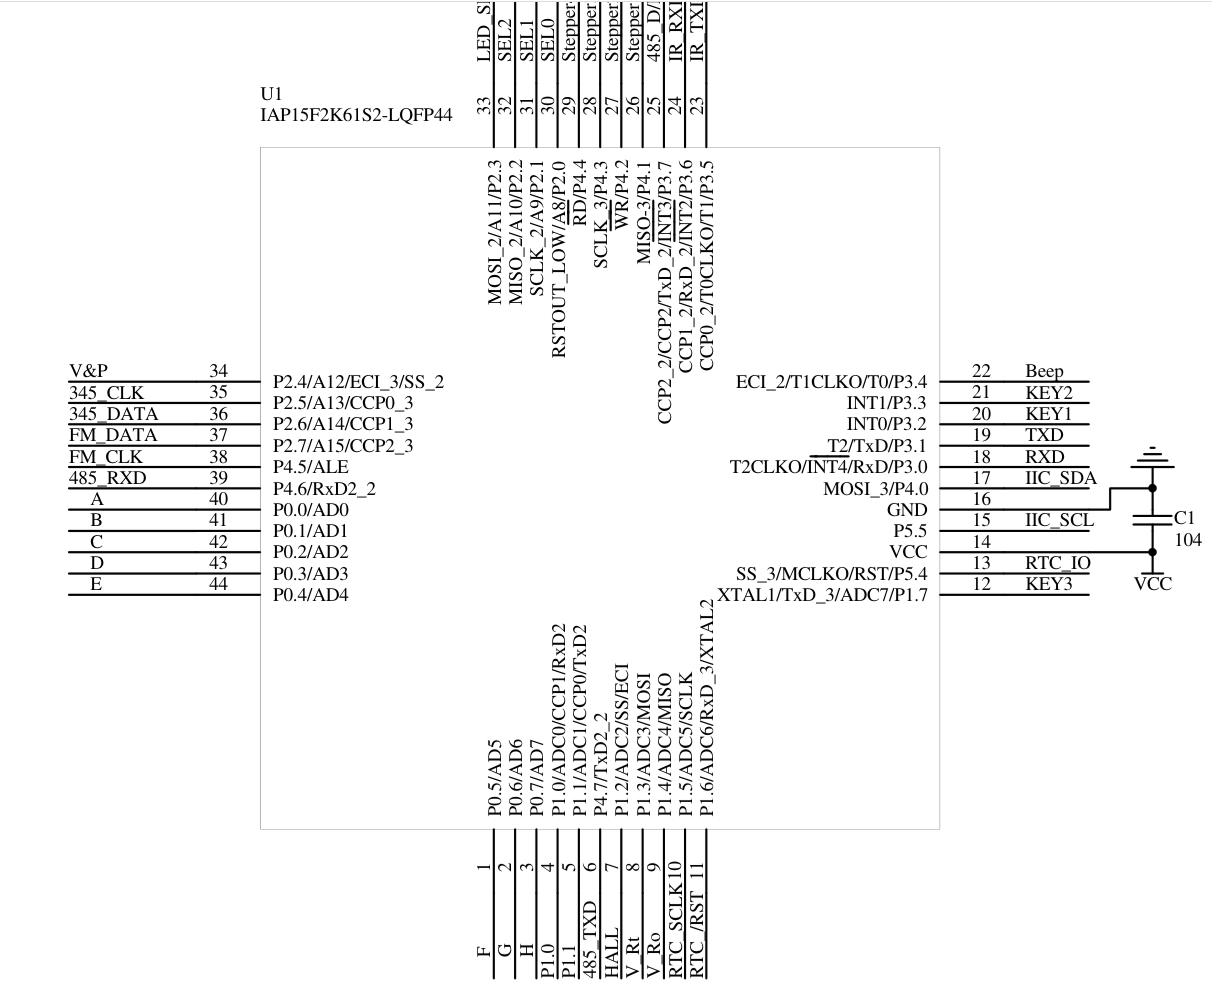 LED_S
SEL2
SEL1
SEL0
Stepper
Stepper
Stepper
Stepper
485_D/
IR_RX
IR_TX
33
32
31
30
29
28
27
26
25
24
23
U1
IAP15F2K61S2-LQFP44
MOSI_2/A11/P2.3
MISO_2/A10/P2.2
SCLK_2/A9/P2.1
RSTOUT_LOW/A8/P2.0
RD/P4.4
SCLK_3/P4.3
WR/P4.2
MISO-3/P4.1
CCP2_2/CCP2/TxD_2/INT3/P3.7
CCP1_2/RxD_2/INT2/P3.6
CCP0_2/T0CLKO/T1/P3.5
V&P 34 P2.4/A12/ECI_3/SS_2
345_CLK 35 P2.5/A13/CCP0_3
345_DATA 36 P2.6/A14/CCP1_3
FM_DATA 37 P2.7/A15/CCP2_3
FM_CLK 38 P4.5/ALE
485_RXD 39 P4.6/RxD2_2
A 40 P0.0/AD0
B 41 P0.1/AD1
C 42 P0.2/AD2
D 43 P0.3/AD3
E 44 P0.4/AD4
ECI_2/T1CLKO/T0/P3.4 22 Beep
INT1/P3.3 21 KEY2
INT0/P3.2 20 KEY1
T2/TxD/P3.1 19 TXD
T2CLKO/INT4/RxD/P3.0 18 RXD
MOSI_3/P4.0 17 IIC_SDA
GND 16
P5.5 15 IIC_SCL
VCC 14
SS_3/MCLKO/RST/P5.4 13 RTC_IO
XTAL1/TxD_3/ADC7/P1.7 12 KEY3
C1
104
VCC
P0.5/AD5
P0.6/AD6
P0.7/AD7
P1.0/ADC0/CCP1/RxD2
P1.1/ADC1/CCP0/TxD2
P4.7/TxD2_2
P1.2/ADC2/SS/ECI
P1.3/ADC3/MOSI
P1.4/ADC4/MISO
P1.5/ADC5/SCLK
P1.6/ADC6/RxD_3/XTAL2
1
2
3
4
5
6
7
8
9
10
11
F
G
H
P1.0
P1.1
485_TXD
HALL
V_Rt
V_Ro
RTC_SCLK
RTC_/RST